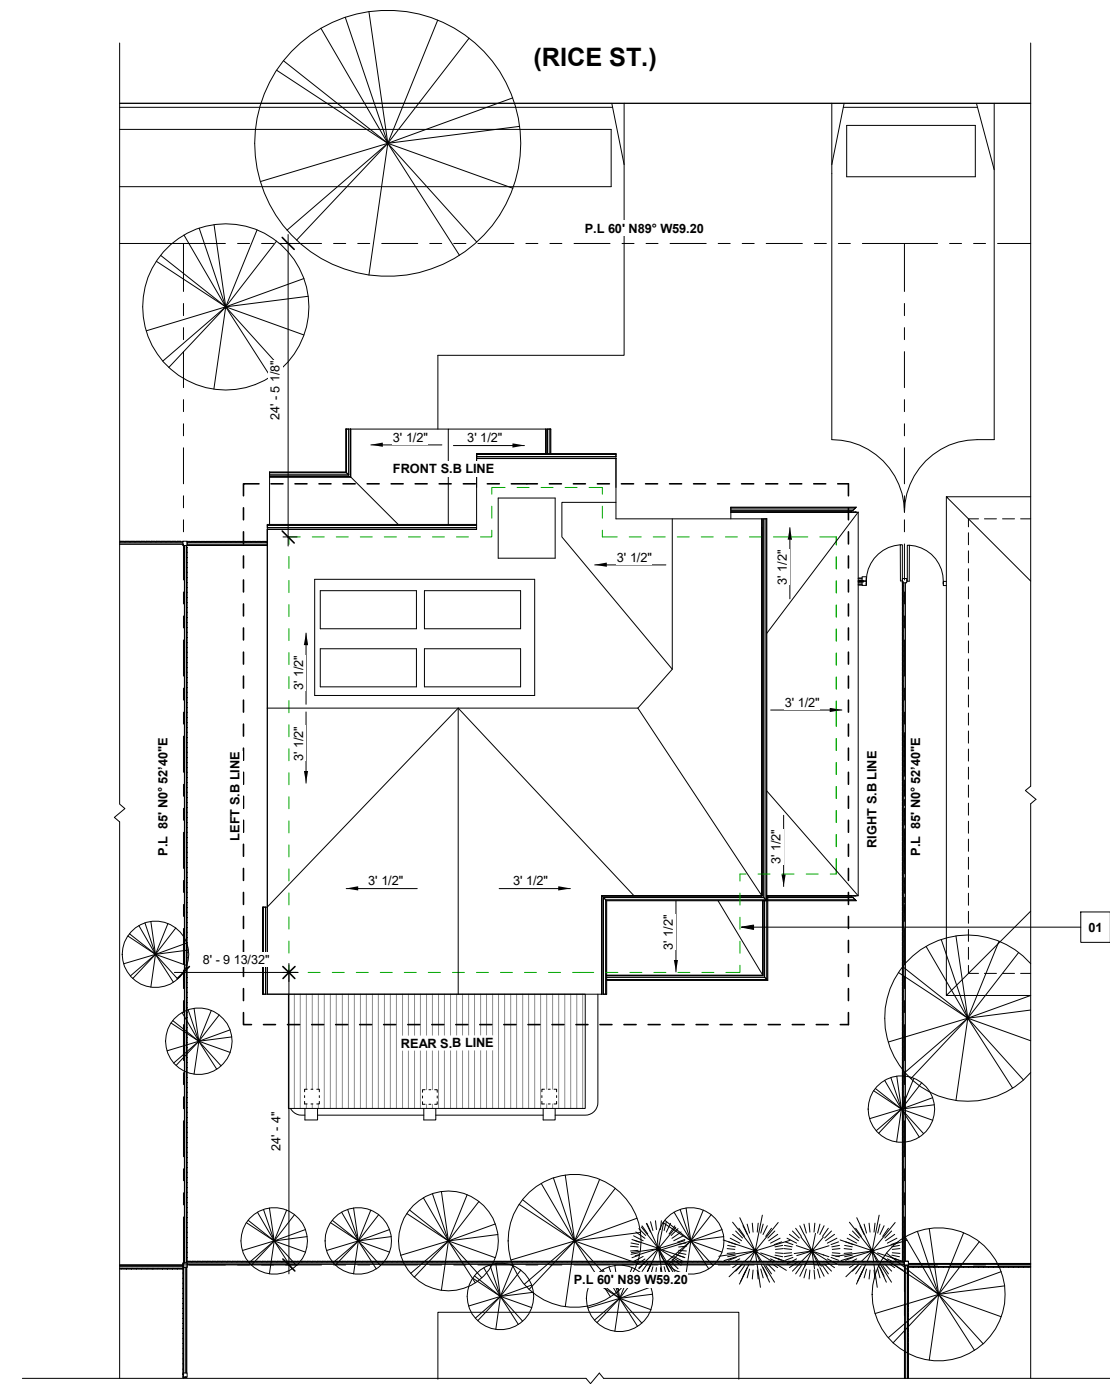 (RICE ST.)
P.L 60' N89° W59.20
24' - 5 1/8"
3' 1/2"
3' 1/2"
FRONT S.B LINE
3' 1/2"
3' 1/2"
3' 1/2"
3' 1/2"
3' 1/2"
P.L 85' N0° 52'40"E
LEFT S.B LINE
RIGHT S.B LINE
P.L 85' N0° 52'40"E
3' 1/2"
3' 1/2"
3' 1/2"
3' 1/2"
01
8' - 9 13/32"
REAR S.B LINE
24' - 4"
P.L 60' N89 W59.20